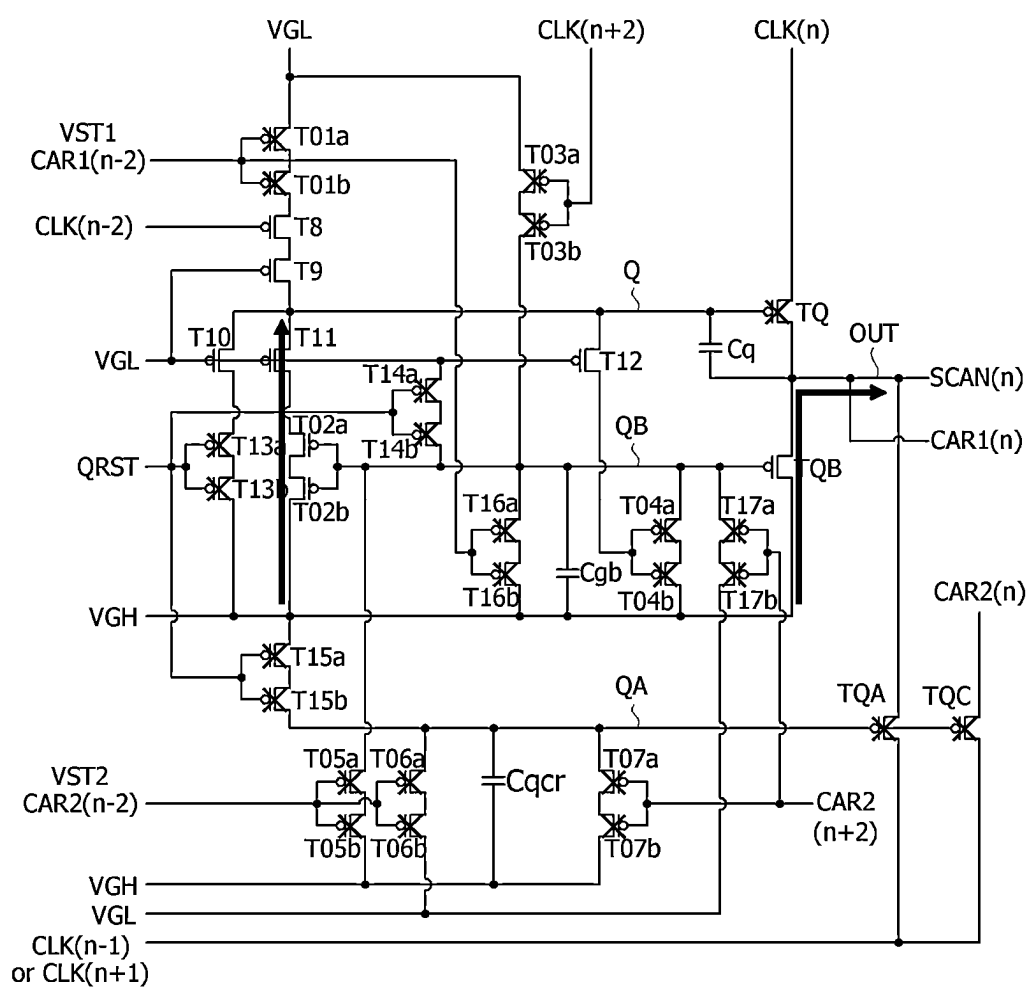 VGL
CLK(n+2)
CLK(n)
VST1
CAR1(n-2)
T01a
T01b
T03a
T03b
CLK(n-2)
T8
T9
Q
TQ
T10
T11
T12
Cq
OUT
VGL
SCAN(n)
T14a
T14b
T02a
QB
CAR1(n)
QRST
T13a
T13b
T02b
TQB
T16a
T16b
Cgb
T04a
T04b
T17a
T17b
VGH
CAR2(n)
T15a
T15b
QA
TQA
TQC
VST2
CAR2(n-2)
T05a
T06a
T05b
T06b
Cqcr
T07a
T07b
CAR2
(n+2)
VGH
VGL
CLK(n-1)
or CLK(n+1)